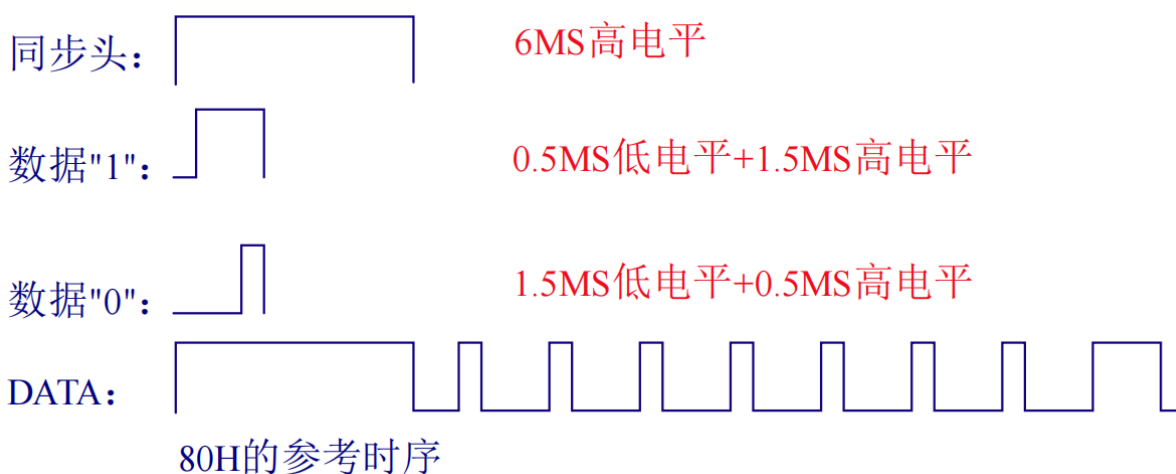 同步头： 6MS高电平
数据"1"： 0.5MS低电平+1.5MS高电平
数据"0"： 1.5MS低电平+0.5MS高电平
DATA：
80H的参考时序